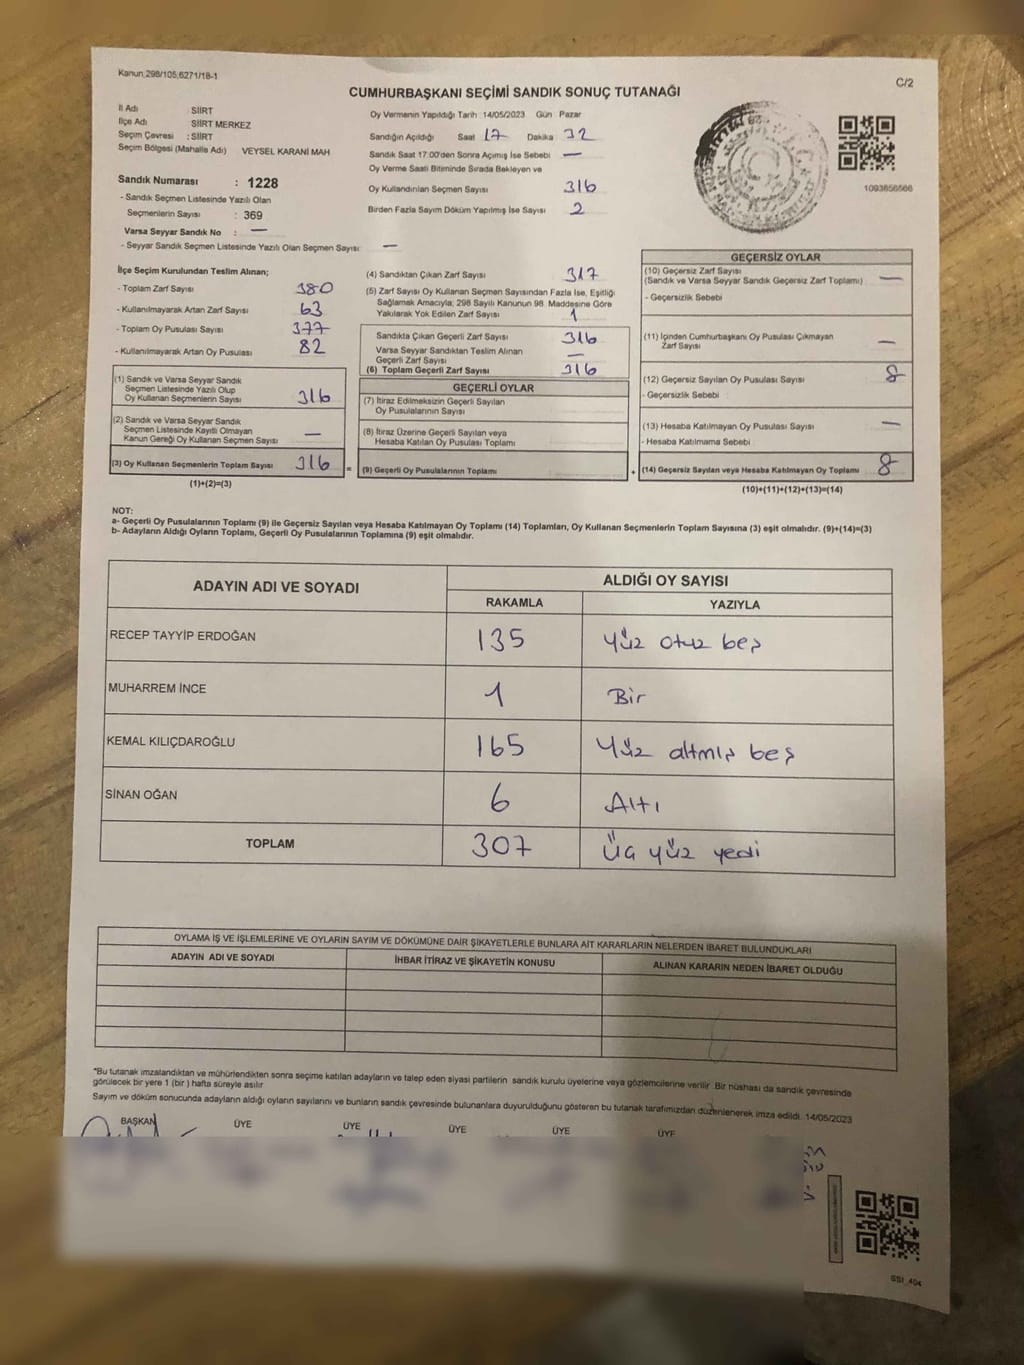 Kanun,298/105,6271/18-1
C/2
CUMHURBAŞKANI SEÇİMİ SANDIK SONUÇ TUTANAĞI
İl Adı : SİİRT
İlçe Adı SİİRT MERKEZ
Seçim Çevresi : SİİRT
Seçim Bölgesi (Mahalle Adı) VEYSEL KARANİ MAH
Sandık Numarası : 1228
- Sandık Seçmen Listesinde Yazılı Olan
Seçmenlerin Sayısı : 369
Varsa Seyyar Sandık No : —
- Seyyar Sandık Seçmen Listesinde Yazılı Olan Seçmen Sayısı: —
Oy Vermenin Yapıldığı Tarih :14/05/2023 Gün Pazar
Sandığın Açıldığı Saat 17 Dakika 32
Sandık Saat 17:00'den Sonra Açımış İse Sebebi —
Oy Verme Saati Bitiminde Sırada Bekleyen ve
Oy Kullandırılan Seçmen Sayısı 316
Birden Fazla Sayım Döküm Yapılmış İse Sayısı 2
1093656566
İlçe Seçim Kurulundan Teslim Alınan;
- Toplam Zarf Sayısı 380
- Kullanılmayarak Artan Zarf Sayısı 63
- Toplam Oy Pusulası Sayısı 377
- Kullanılmayarak Artan Oy Pusulası 82
(1) Sandık ve Varsa Seyyar Sandık
Seçmen Listesinde Yazılı Olup
Oy Kullanan Seçmenlerin Sayısı 316
(2) Sandık ve Varsa Seyyar Sandık
Seçmen Listesinde Kayıtlı Olmayan
Kanun Gereği Oy Kullanan Seçmen Sayısı —
(3) Oy Kullanan Seçmenlerin Toplam Sayısı 316 =
(1)+(2)=(3)
(4) Sandıktan Çıkan Zarf Sayısı 317
(5) Zarf Sayısı Oy Kullanan Seçmen Sayısından Fazla İse, Eşitliği
Sağlamak Amacıyla; 298 Sayılı Kanunun 98. Maddesine Göre
Yakılarak Yok Edilen Zarf Sayısı 1
Sandıkta Çıkan Geçerli Zarf Sayısı 316
Varsa Seyyar Sandıktan Teslim Alınan
Geçerli Zarf Sayısı —
(6) Toplam Geçerli Zarf Sayısı 316
GEÇERLİ OYLAR
(7) İtiraz Edilmeksizin Geçerli Sayılan
Oy Pusulalarının Sayısı
(8) İtiraz Üzerine Geçerli Sayılan veya
Hesaba Katılan Oy Pusulası Toplamı
(9) Geçerli Oy Pusulalarının Toplamı +
GEÇERSİZ OYLAR
(10) Geçersiz Zarf Sayısı
(Sandık ve Varsa Seyyar Sandık Geçersiz Zarf Toplamı) —
- Geçersizlik Sebebi
(11) İçinden Cumhurbaşkanı Oy Pusulası Çıkmayan
Zarf Sayısı —
(12) Geçersiz Sayılan Oy Pusulası Sayısı 8
- Geçersizlik Sebebi
(13) Hesaba Katılmayan Oy Pusulası Sayısı —
- Hesaba Katılmama Sebebi
(14) Geçersiz Sayılan veya Hesaba Katılmayan Oy Toplamı 8
(10)+(11)+(12)+(13)=(14)
NOT:
a- Geçerli Oy Pusulalarının Toplamı (9) ile Geçersiz Sayılan veya Hesaba Katılmayan Oy Toplamı (14) Toplamları, Oy Kullanan Seçmenlerin Toplam Sayısına (3) eşit olmalıdır. (9)+(14)=(3)
b- Adayların Aldığı Oyların Toplamı, Geçerli Oy Pusulalarının Toplamına (9) eşit olmalıdır.
ADAYIN ADI VE SOYADI ALDIĞI OY SAYISI
RAKAMLA YAZIYLA
RECEP TAYYİP ERDOĞAN 135 Yüz otuz beş
MUHARREM İNCE 1 Bir
KEMAL KILIÇDAROĞLU 165 Yüz altmış beş
SİNAN OĞAN 6 Altı
TOPLAM 307 Üç yüz yedi
OYLAMA İŞ VE İŞLEMLERİNE VE OYLARIN SAYIM VE DÖKÜMÜNE DAİR ŞİKAYETLERLE BUNLARA AİT KARARLARIN NELERDEN İBARET BULUNDUKLARI
ADAYIN ADI VE SOYADI İHBAR İTİRAZ VE ŞİKAYETİN KONUSU ALINAN KARARIN NEDEN İBARET OLDUĞU
*Bu tutanak imzalandıktan ve mühürlendikten sonra seçime katılan adayların ve talep eden siyasi partilerin sandık kurulu üyelerine veya gözlemcilerine verilir. Bir nüshası da sandık çevresinde
görülecek bir yere 1 (bir ) hafta süreyle asılır
Sayım ve döküm sonucunda adayların aldığı oyların sayılarını ve bunların sandık çevresinde bulunanlara duyurulduğunu gösteren bu tutanak tarafımızdan düzenlenerek imza edildi. 14/05/2023
BAŞKAN ÜYE ÜYE ÜYE ÜYE ÜYE